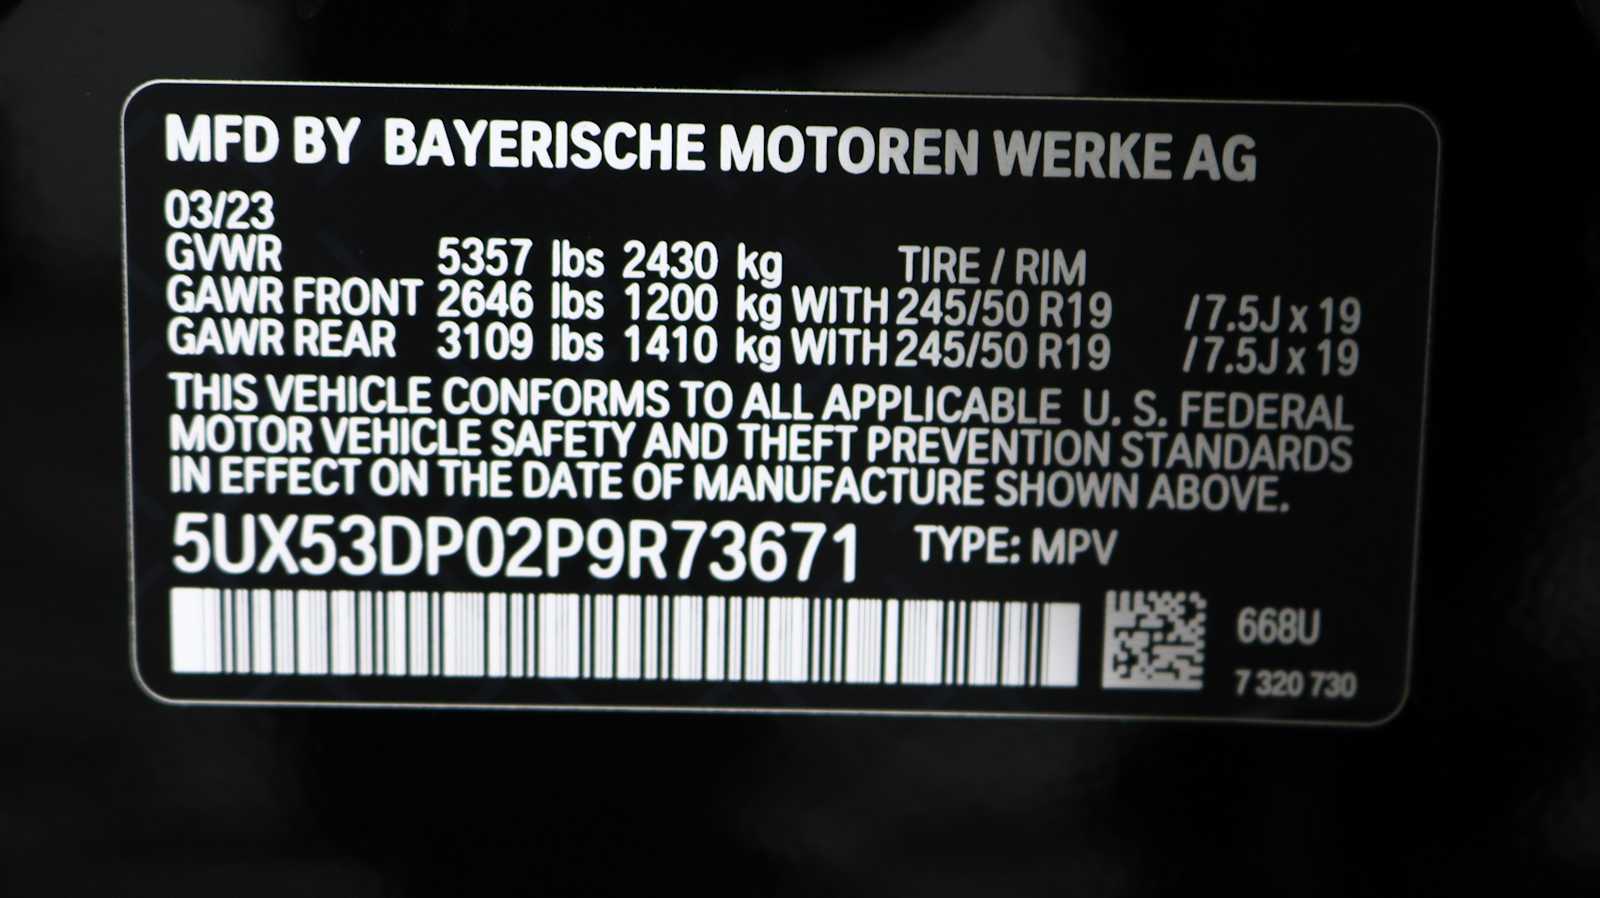 MFD BY BAYERISCHE MOTOREN WERKE AG
03/23
GVWR 5357 lbs 2430 kg TIRE / RIM
GAWR FRONT 2646 lbs 1200 kg WITH 245/50 R19 / 7.5J x 19
GAWR REAR 3109 lbs 1410 kg WITH 245/50 R19 / 7.5J x 19
THIS VEHICLE CONFORMS TO ALL APPLICABLE U. S. FEDERAL
MOTOR VEHICLE SAFETY AND THEFT PREVENTION STANDARDS
IN EFFECT ON THE DATE OF MANUFACTURE SHOWN ABOVE.
5UX53DP02P9R73671 TYPE: MPV
668U
7 320 730